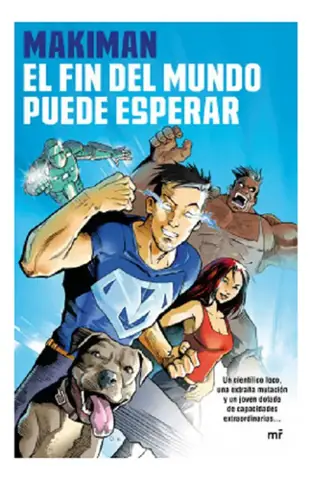 MAKIMAN
EL FIN DEL MUNDO
PUEDE ESPERAR
Un científico loco,
una extraña mutación
y un joven dotado
de capacidades
extraordinarias...
mr